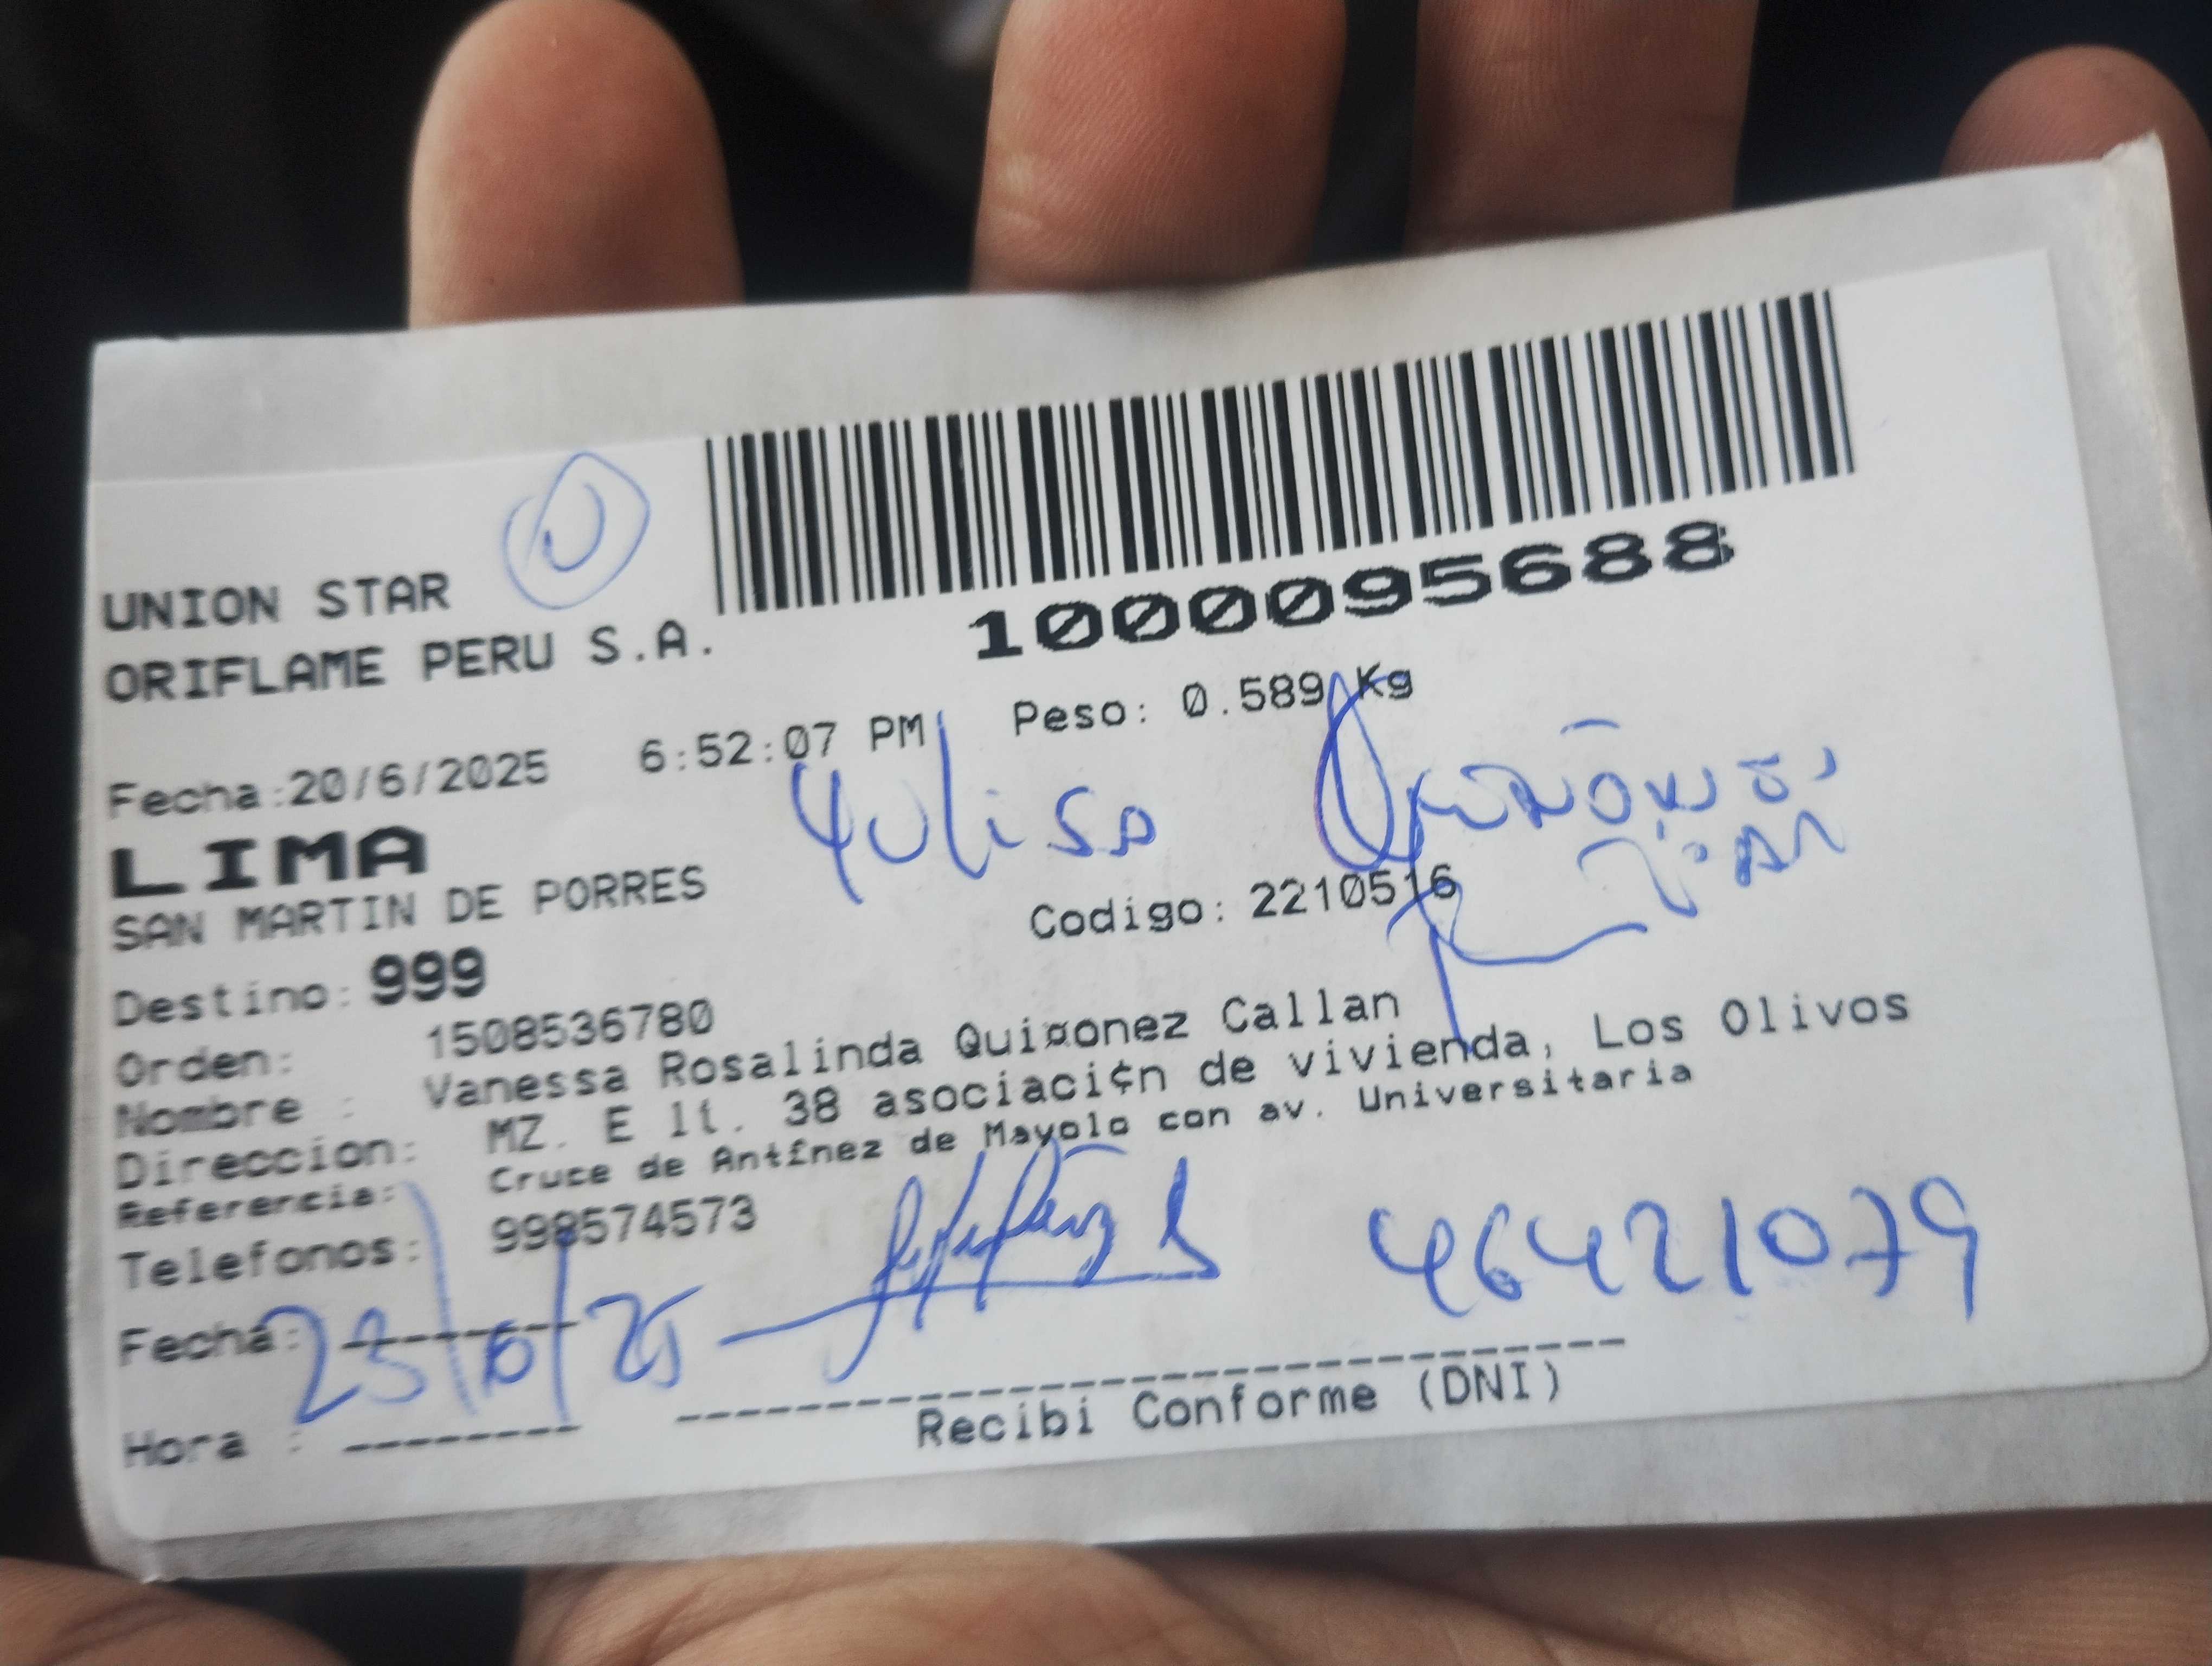 UNION STAR
ORIFLAME PERU S.A.
1000095688
Fecha:20/6/2025 6:52:07 PM Peso: 0.589 Kg
Yulisa
LIMA
SAN MARTIN DE PORRES
Codigo: 2210516
Destino: 999
Orden: 1508536780
Nombre : Vanessa Rosalinda Qui¤onez Callan
Direccion: MZ. E lt. 38 asociaci¢n de vivienda, Los Olivos
Referencia: Cruce de Antfnez de Mayolo con av. Universitaria
Telefonos: 998574573
Fecha: 23/6/25
46421079
Hora :
Recibi Conforme (DNI)